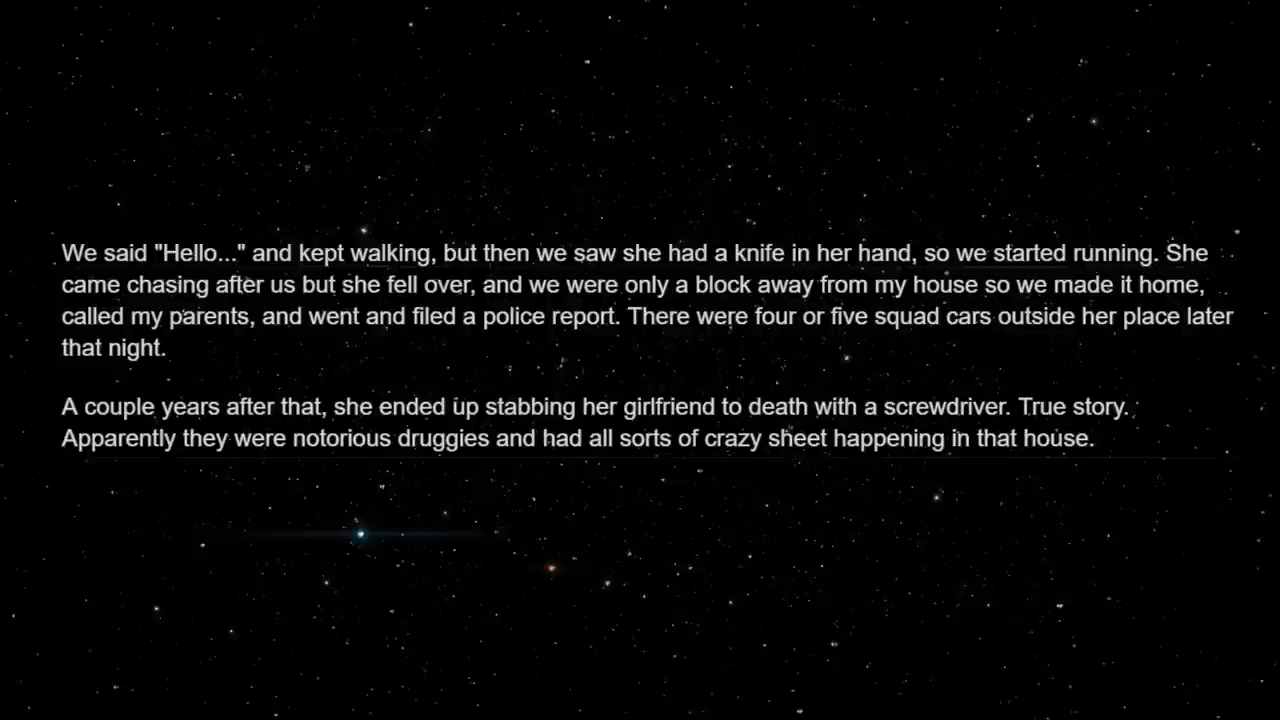 We said "Hello..." and kept walking, but then we saw she had a knife in her hand, so we started running. She
came chasing after us but she fell over, and we were only a block away from my house so we made it home,
called my parents, and went and filed a police report. There were four or five squad cars outside her place later
that night.
A couple years after that, she ended up stabbing her girlfriend to death with a screwdriver. True story.
Apparently they were notorious druggies and had all sorts of crazy sheet happening in that house.